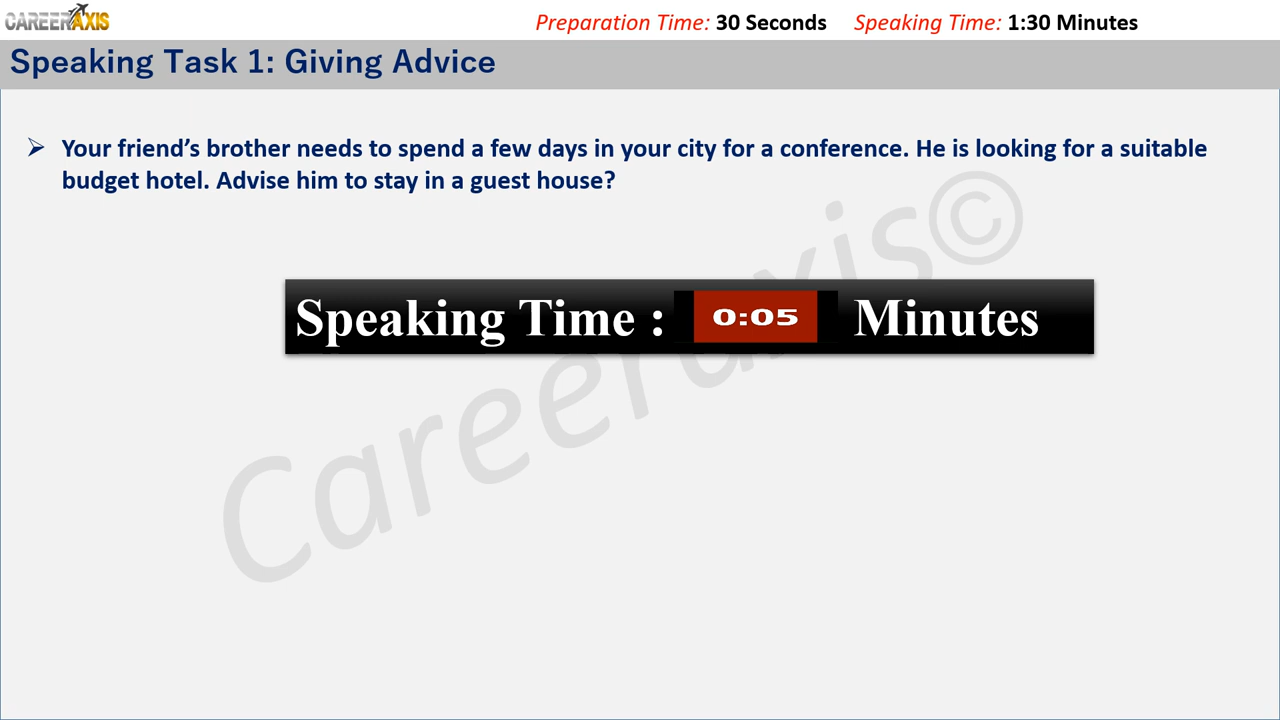 CAREERAXIS
Preparation Time: 30 Seconds Speaking Time: 1:30 Minutes
Speaking Task 1: Giving Advice
➢ Your friend’s brother needs to spend a few days in your city for a conference. He is looking for a suitable
budget hotel. Advise him to stay in a guest house?
Speaking Time : 0:05 Minutes
Careeraxis©